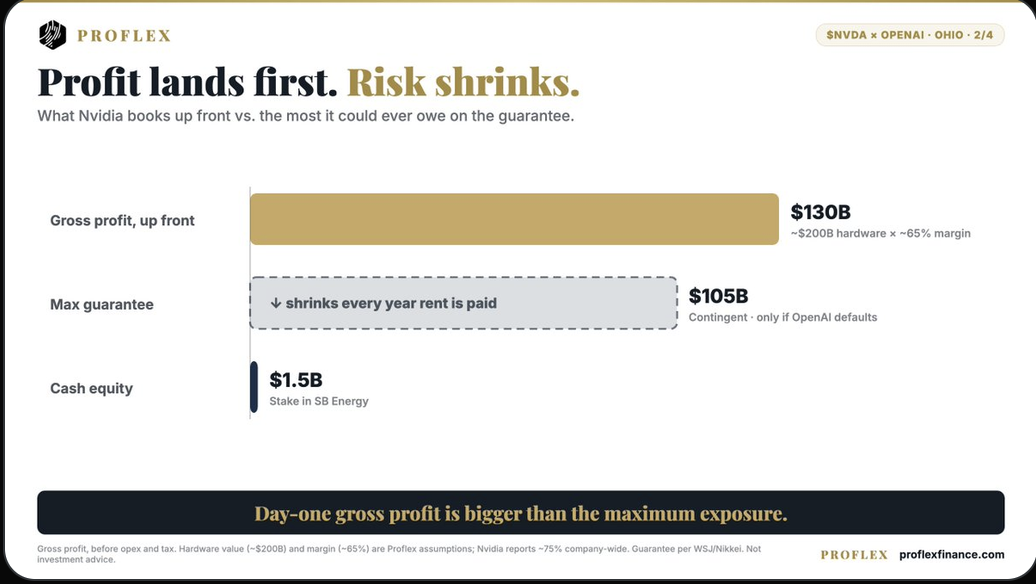 PROFLEX
$NVDA × OPENAI · OHIO · 2/4
Profit lands first. Risk shrinks.
What Nvidia books up front vs. the most it could ever owe on the guarantee.
Gross profit, up front
$130B
~$200B hardware × ~65% margin
Max guarantee
↓ shrinks every year rent is paid
$105B
Contingent · only if OpenAI defaults
Cash equity
$1.5B
Stake in SB Energy
Day-one gross profit is bigger than the maximum exposure.
Gross profit, before opex and tax. Hardware value (~$200B) and margin (~65%) are Proflex assumptions; Nvidia reports ~75% company-wide. Guarantee per WSJ/Nikkei. Not
investment advice.
PROFLEX proflexfinance.com